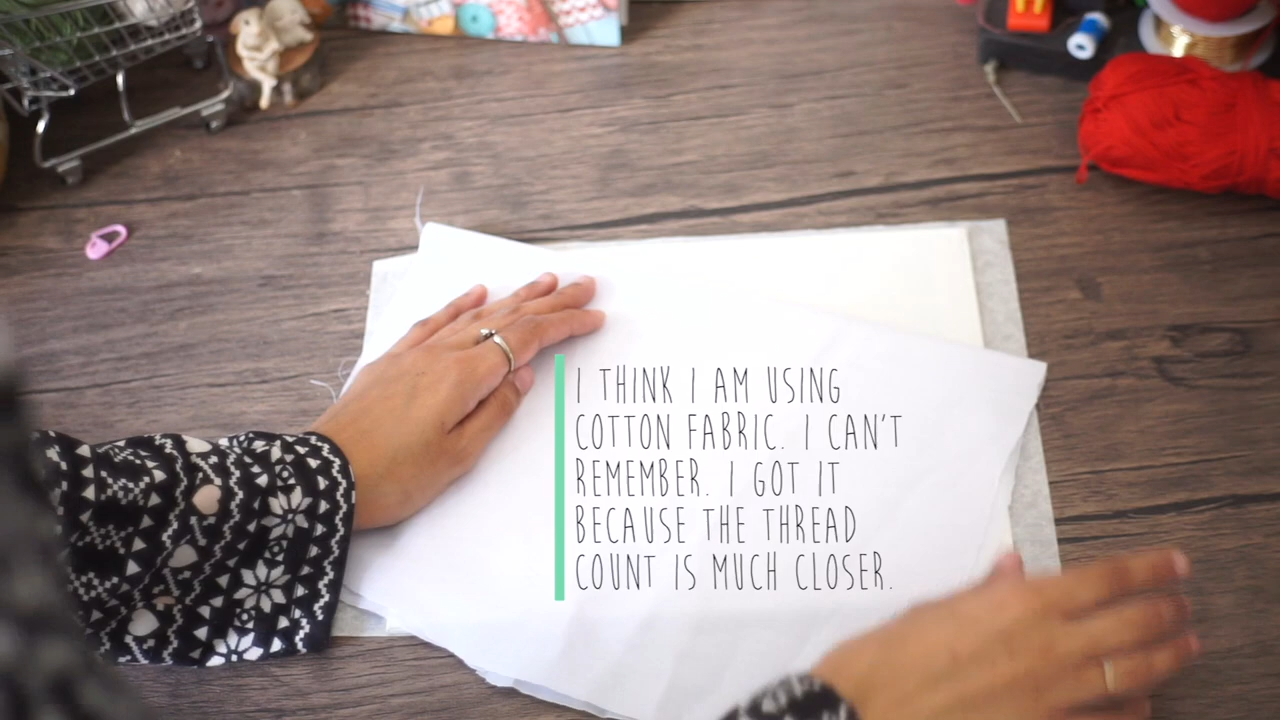 I THINK I AM USING
COTTON FABRIC. I CAN'T
REMEMBER. I GOT IT
BECAUSE THE THREAD
COUNT IS MUCH CLOSER.